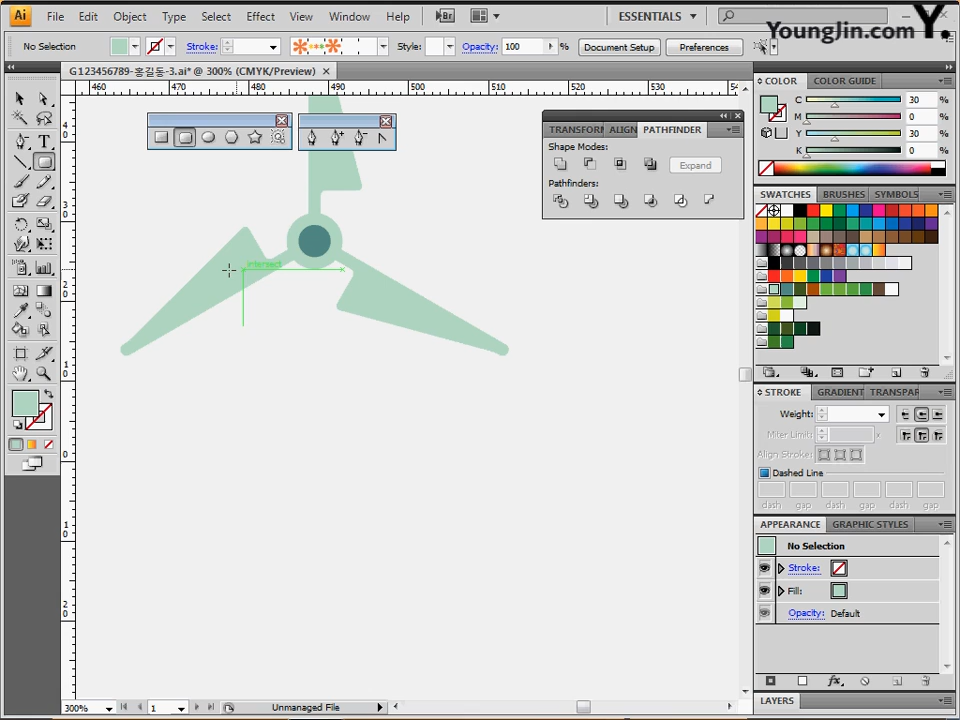 Ai File Edit Object Type Select Effect View Window Help Br ESSENTIALS
YoungJin.com Y.
No Selection Stroke: Style: Opacity: 100 Document Setup Preferences
G123456789-홍길동-3.ai* @ 300% (CMYK/Preview) ×
460 470 480 490 500 510
COLOR COLOR GUIDE
C 30 %
M 0 %
Y 30 %
K 0 %
TRANSFORM ALIGN PATHFINDER
Shape Modes:
Expand
Pathfinders:
SWATCHES BRUSHES SYMBOLS
intersect
STROKE GRADIENT TRANSPAR
Weight:
Miter Limit: x
Align Stroke:
Dashed Line
dash gap dash gap dash gap
APPEARANCE GRAPHIC STYLES
No Selection
Stroke:
Fill:
Opacity: Default
LAYERS
300% 1 Unmanaged File